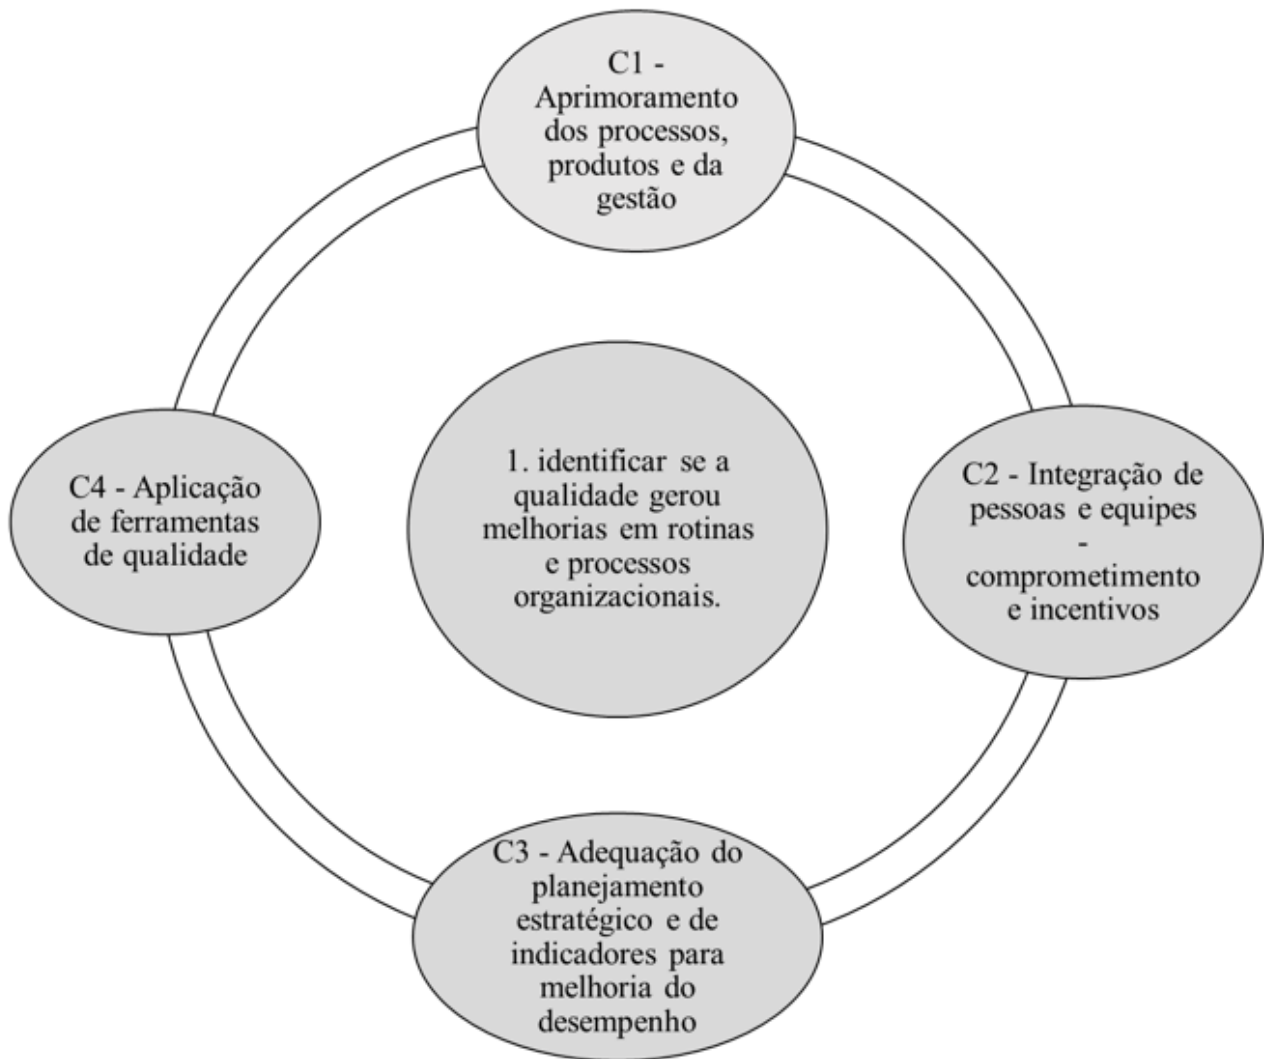 C1 -
Aprimoramento
dos processos,
produtos e da
gestão
1. identificar se a
qualidade gerou
melhorias em rotinas
e processos
organizacionais.
C4 - Aplicação
de ferramentas
de qualidade
C2 - Integração de
pessoas e equipes
-
comprometimento
e incentivos
C3 - Adequação do
planejamento
estratégico e de
indicadores para
melhoria do
desempenho